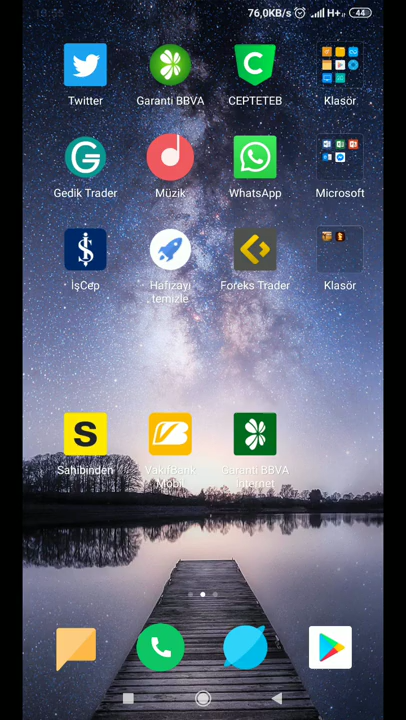 76,0KB/s H+ 44
Twitter Garanti BBVA CEPTETEB Klasör
Gedik Trader Müzik WhatsApp Microsoft
İşCep Hafızayı temizle Foreks Trader Klasör
Sahibinden VakıfBank Mobil Garanti BBVA İnternet